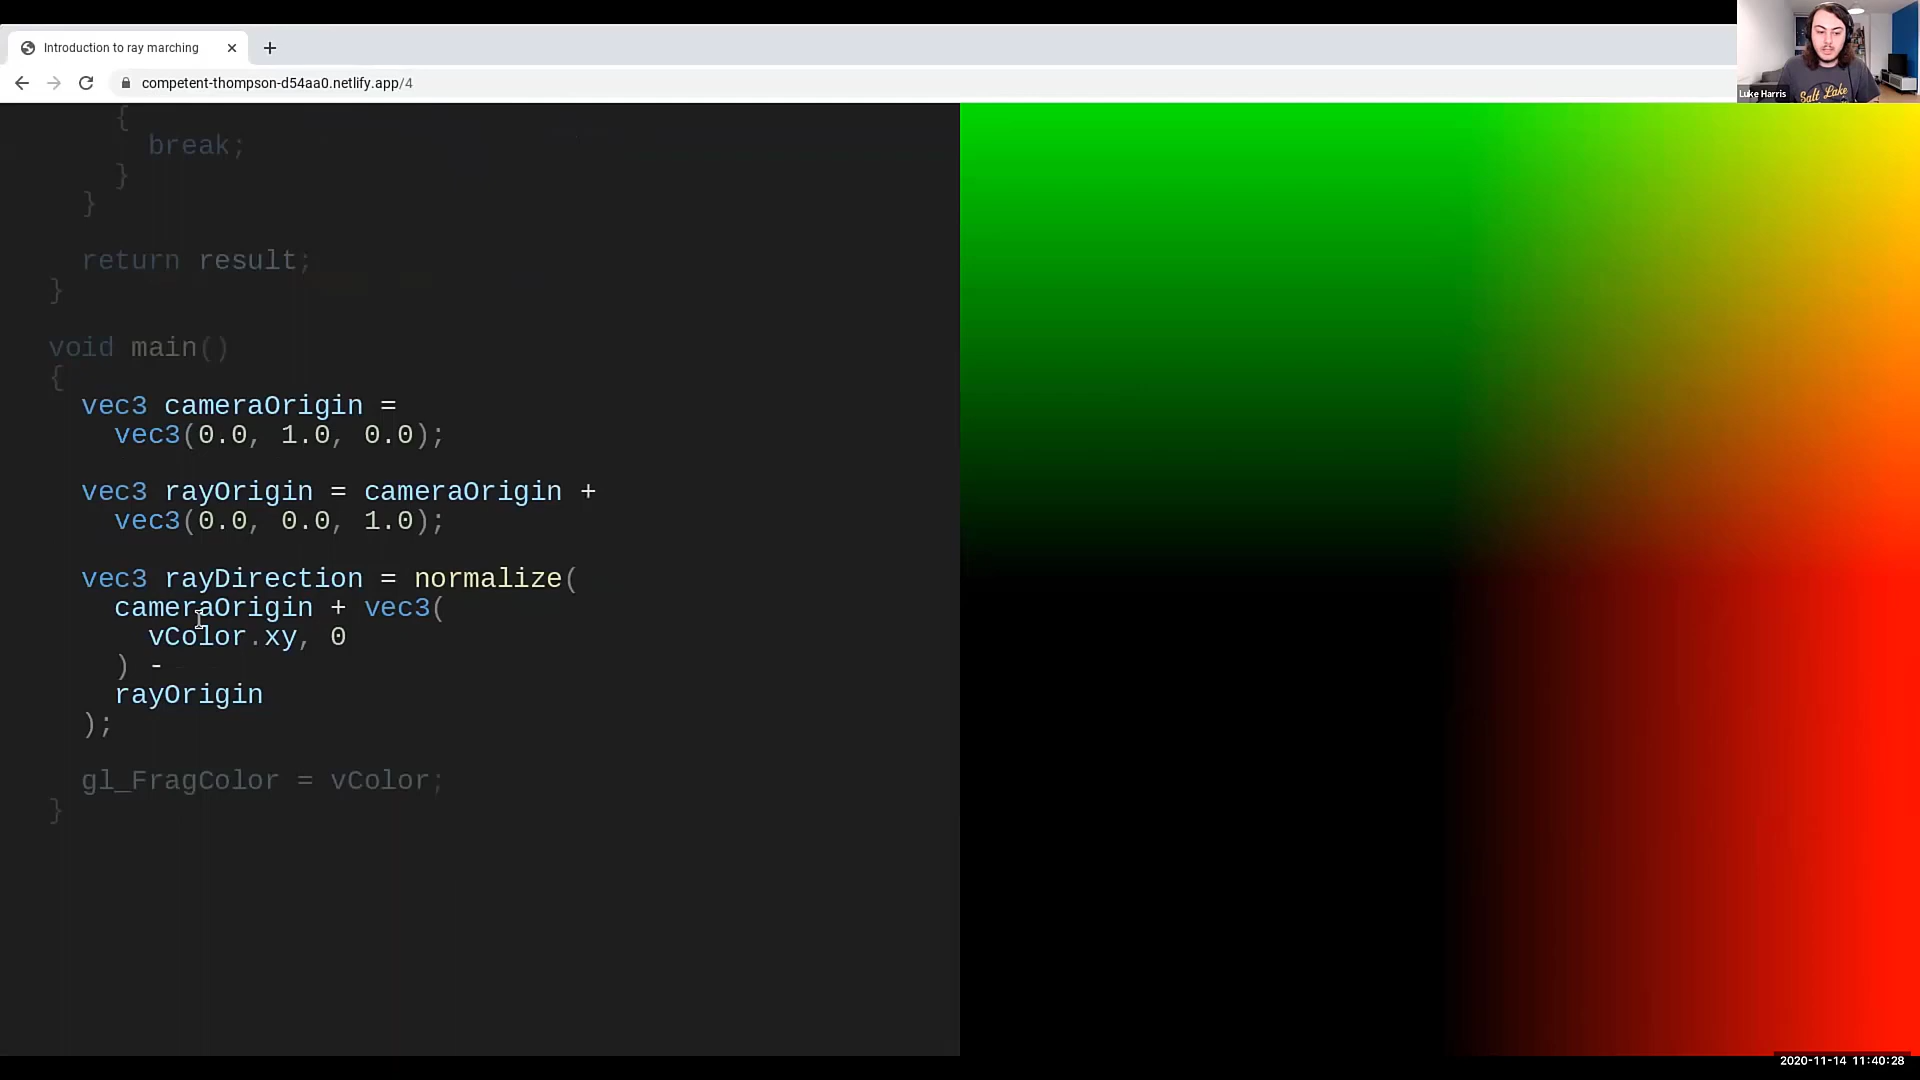 Introduction to ray marching
competent-thompson-d54aa0.netlify.app/4
Luke Harris
Salt Lake
{
break;
}
}
return result;
}
void main()
{
vec3 cameraOrigin =
vec3(0.0, 1.0, 0.0);
vec3 rayOrigin = cameraOrigin +
vec3(0.0, 0.0, 1.0);
vec3 rayDirection = normalize(
cameraOrigin + vec3(
vColor.xy, 0
) -
rayOrigin
);
gl_FragColor = vColor;
}
2020-11-14 11:40:28